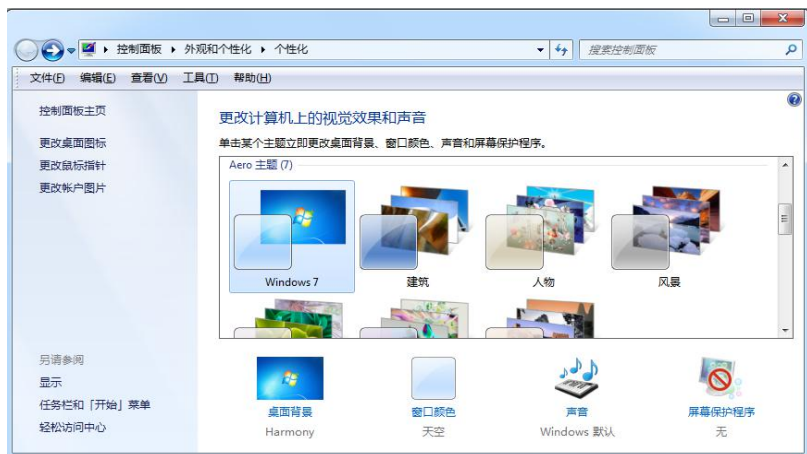 控制面板 ▸ 外观和个性化 ▸ 个性化
搜索控制面板
文件(F) 编辑(E) 查看(V) 工具(T) 帮助(H)
控制面板主页
更改桌面图标
更改鼠标指针
更改帐户图片
另请参阅
显示
任务栏和「开始」菜单
轻松访问中心
更改计算机上的视觉效果和声音
单击某个主题立即更改桌面背景、窗口颜色、声音和屏幕保护程序。
Aero 主题 (7)
Windows 7 建筑 人物 风景
桌面背景 窗口颜色 声音 屏幕保护程序
Harmony 天空 Windows 默认 无